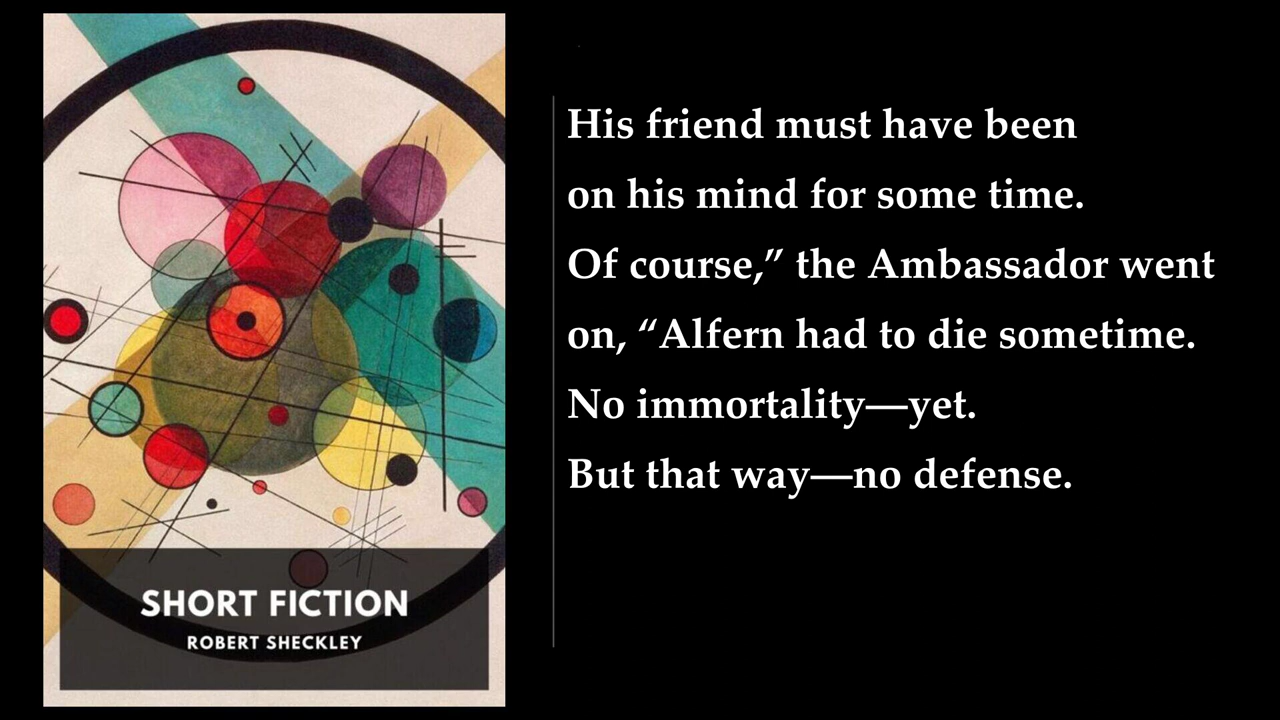 SHORT FICTION
ROBERT SHECKLEY
His friend must have been
on his mind for some time.
Of course,” the Ambassador went
on, “Alfern had to die sometime.
No immortality—yet.
But that way—no defense.